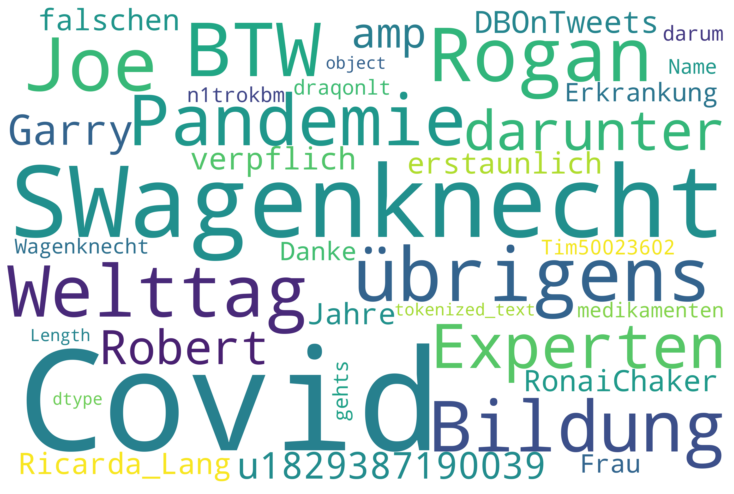 falschen BTW amp DBOnTweets darum
Joe object Rogan Name
n1trokbm draqonlt Erkrankung
Garry Pandemie darunter
verpflich erstaunlich
SWagenknecht
Wagenknecht Danke übrigens Tim50023602
Welttag Jahre tokenized_text medikamenten
Length Robert Covid Experten
dtype gehts RonaiChaker
Bildung
Ricarda_Lang u1829387190039 Frau